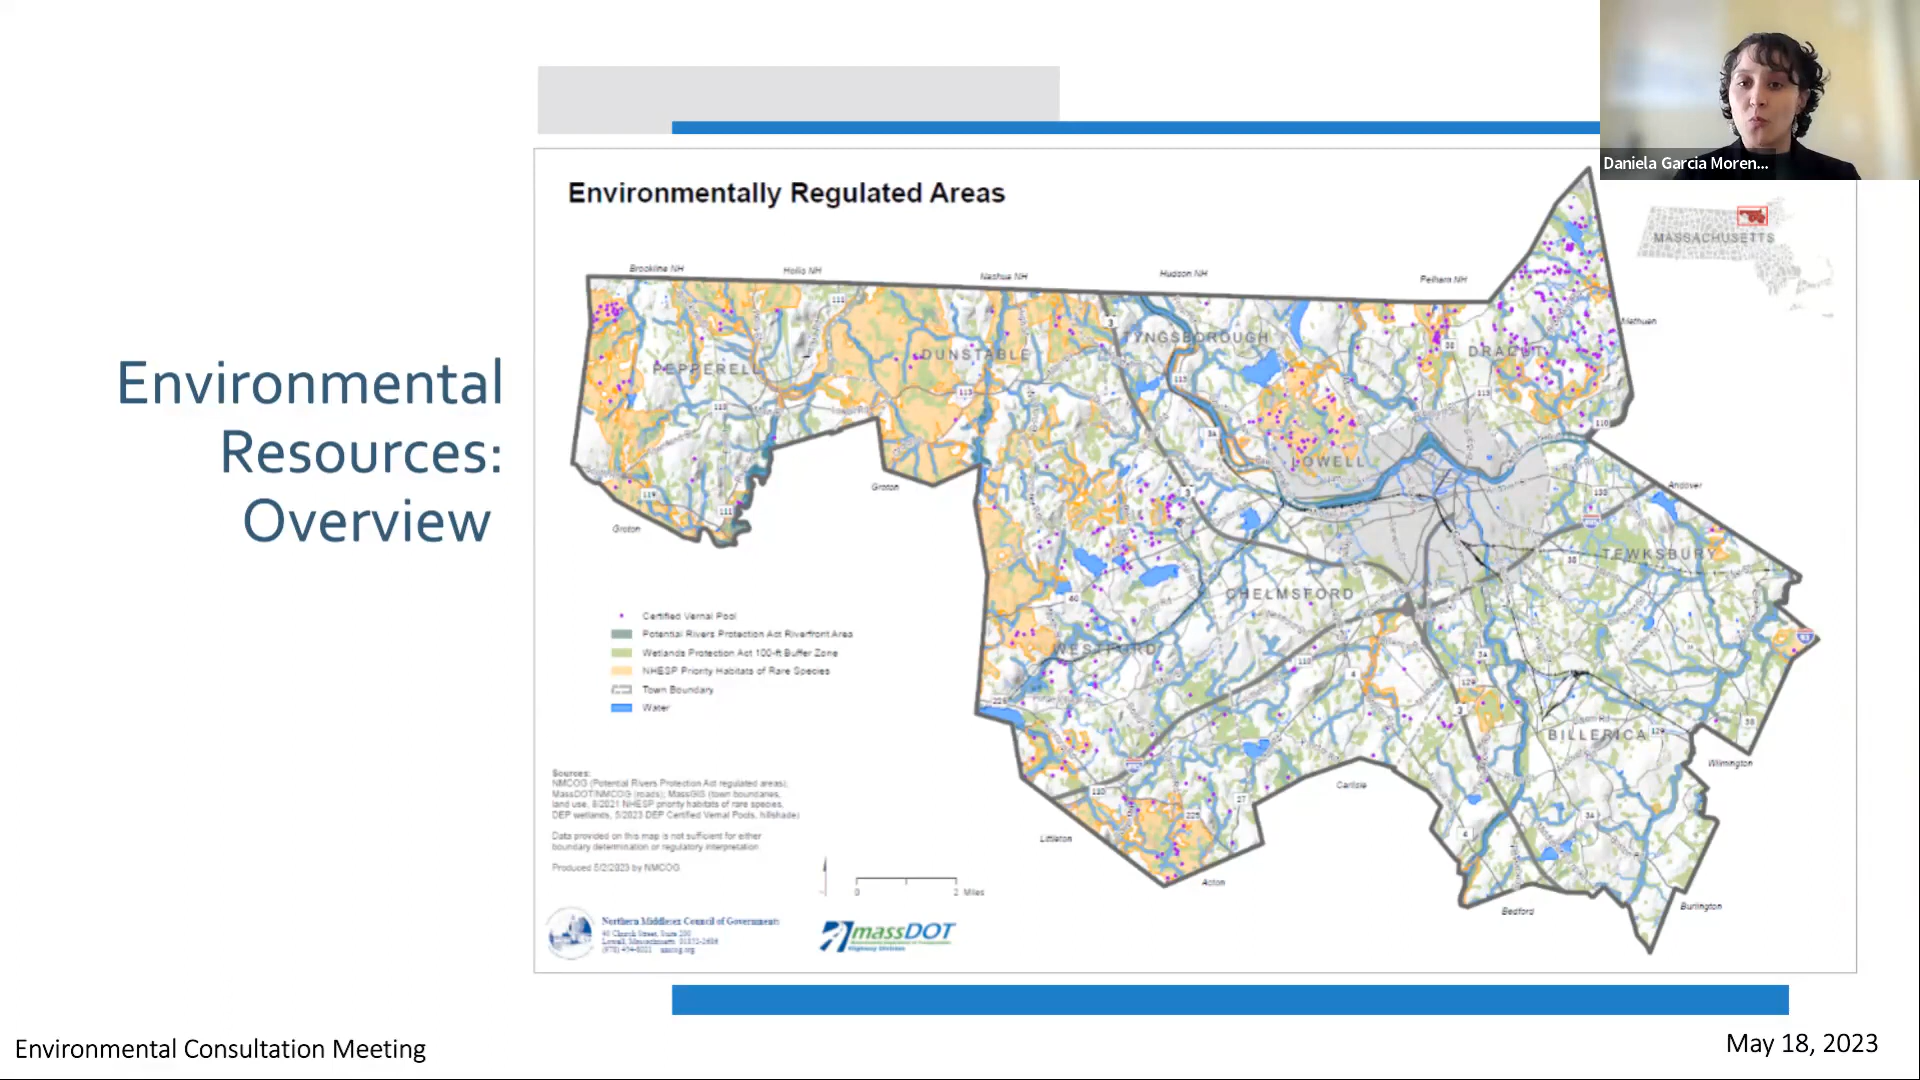 Daniela Garcia Moren...
Environmentally Regulated Areas
MASSACHUSETTS
Brookline NH
Hollis NH
Nashua NH
Hudson NH
Pelham NH
Methuen
TYNGSBOROUGH
DUNSTABLE
DRACUT
PEPPERELL
Environmental
Resources:
Overview
LOWELL
Groton
Andover
Groton
TEWKSBURY
CHELMSFORD
WESTFORD
BILLERICA
Wilmington
Carlisle
Littleton
Acton
Bedford
Burlington
Certified Vernal Pool
Potential Rivers Protection Act Riverfront Area
Wetlands Protection Act 100-ft Buffer Zone
NHESP Priority Habitats of Rare Species
Town Boundary
Water
Sources:
NMCOG (Potential Rivers Protection Act regulated areas);
MassDOT/NMCOG (roads); MassGIS (town boundaries,
land use, 8/2021 NHESP priority habitats of rare species,
DEP wetlands, 5/2023 DEP Certified Vernal Pools, hillshade)
Data provided on this map is not sufficient for either
boundary determination or regulatory interpretation
Produced 5/2/2023 by NMCOG
0 2 Miles
Northern Middlesex Council of Governments
40 Church Street, Suite 200
Lowell, Massachusetts 01852-2686
(978) 454-8021 nmcog.org
massDOT
Highway Division
Environmental Consultation Meeting
May 18, 2023